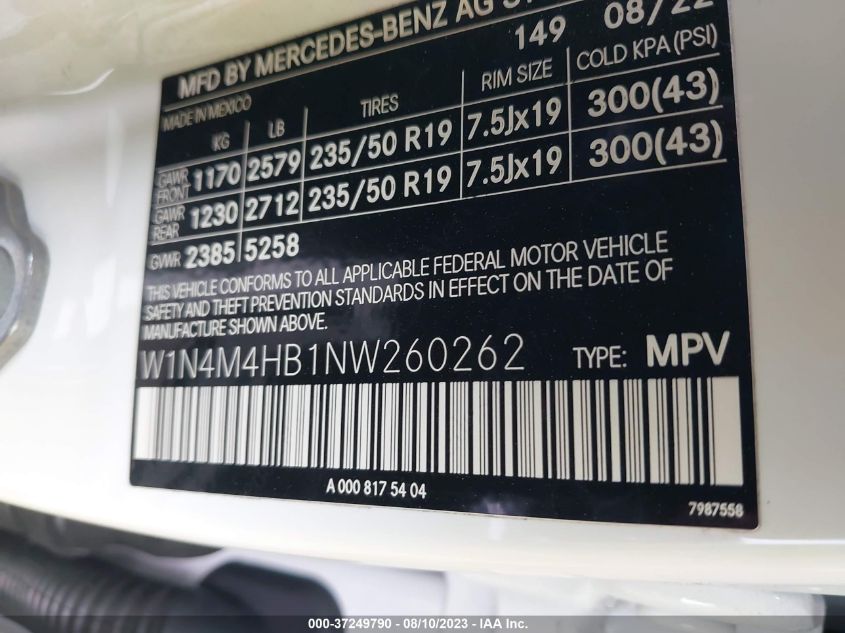 MFD BY MERCEDES-BENZ AG
149 08/22
MADE IN MEXICO
KG LB TIRES RIM SIZE COLD KPA (PSI)
GAWR FRONT 1170 2579 235/50 R19 7.5Jx19 300(43)
GAWR REAR 1230 2712 235/50 R19 7.5Jx19 300(43)
GVWR 2385 5258
THIS VEHICLE CONFORMS TO ALL APPLICABLE FEDERAL MOTOR VEHICLE
SAFETY AND THEFT PREVENTION STANDARDS IN EFFECT ON THE DATE OF
MANUFACTURE SHOWN ABOVE.
W1N4M4HB1NW260262 TYPE: MPV
A 000 817 54 04
7987558
000-37249790 - 08/10/2023 - IAA Inc.